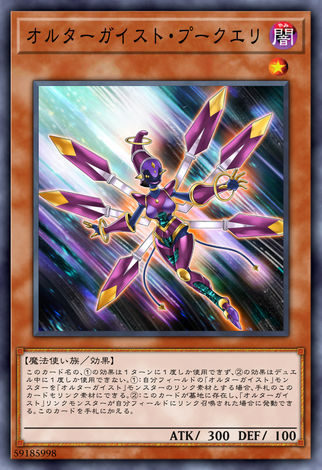 オルターガイスト・プークエリ
闇
やみ
【魔法使い族／効果】
このカード名の、①の効果は１ターンに１度しか使用できず、②の効果はデュエル
中に１度しか使用できない。①：自分フィールドの「オルターガイスト」モン
スターを「オルターガイスト」モンスターのリンク素材とする場合、手札のこの
カードもリンク素材にできる。②：このカードが墓地に存在し、「オルターガイ
スト」リンクモンスターが自分フィールドにリンク召喚された場合に発動で
きる。このカードを手札に加える。
ATK/ 300 DEF/ 100
59185998